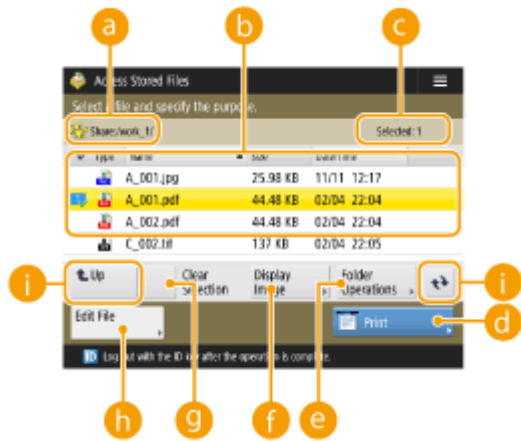 a b c
Access Stored Files
Select a file and specify the purpose.
Share:/work_1/ Selected: 1
Type Name Size Date/Time
A_001.jpg 25.98 KB 11/11 12:17
A_001.pdf 44.48 KB 02/04 22:04
A_002.pdf 44.48 KB 02/04 22:04
C_002.tif 137 KB 02/04 22:05
i Up Clear Selection Display Image Folder Operations i
Edit File Print d
Log out with the ID key after the operation is complete.
h g f e